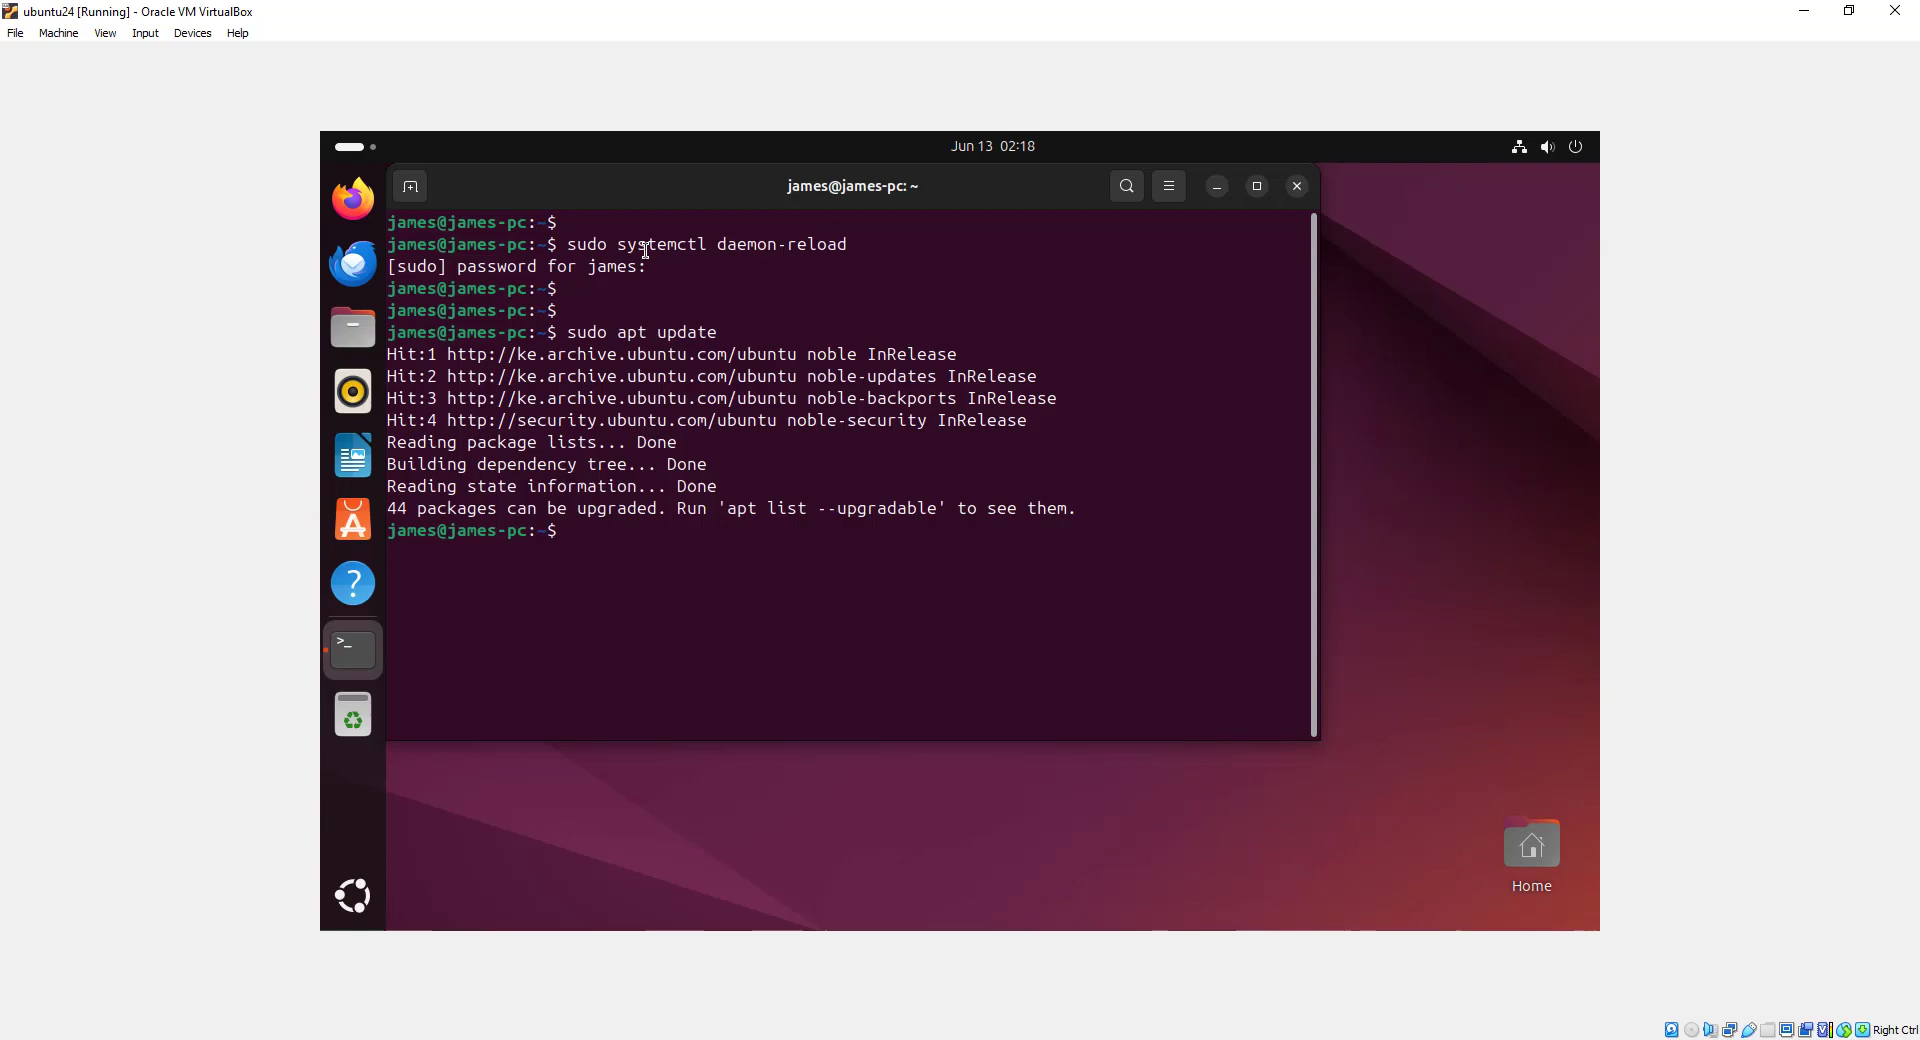 ubuntu24 [Running] - Oracle VM VirtualBox
File Machine View Input Devices Help
Jun 13 02:18
james@james-pc: ~
james@james-pc:~$
james@james-pc:~$ sudo systemctl daemon-reload
[sudo] password for james:
james@james-pc:~$
james@james-pc:~$
james@james-pc:~$ sudo apt update
Hit:1 http://ke.archive.ubuntu.com/ubuntu noble InRelease
Hit:2 http://ke.archive.ubuntu.com/ubuntu noble-updates InRelease
Hit:3 http://ke.archive.ubuntu.com/ubuntu noble-backports InRelease
Hit:4 http://security.ubuntu.com/ubuntu noble-security InRelease
Reading package lists... Done
Building dependency tree... Done
Reading state information... Done
44 packages can be upgraded. Run 'apt list --upgradable' to see them.
james@james-pc:~$
Home
Right Ctrl